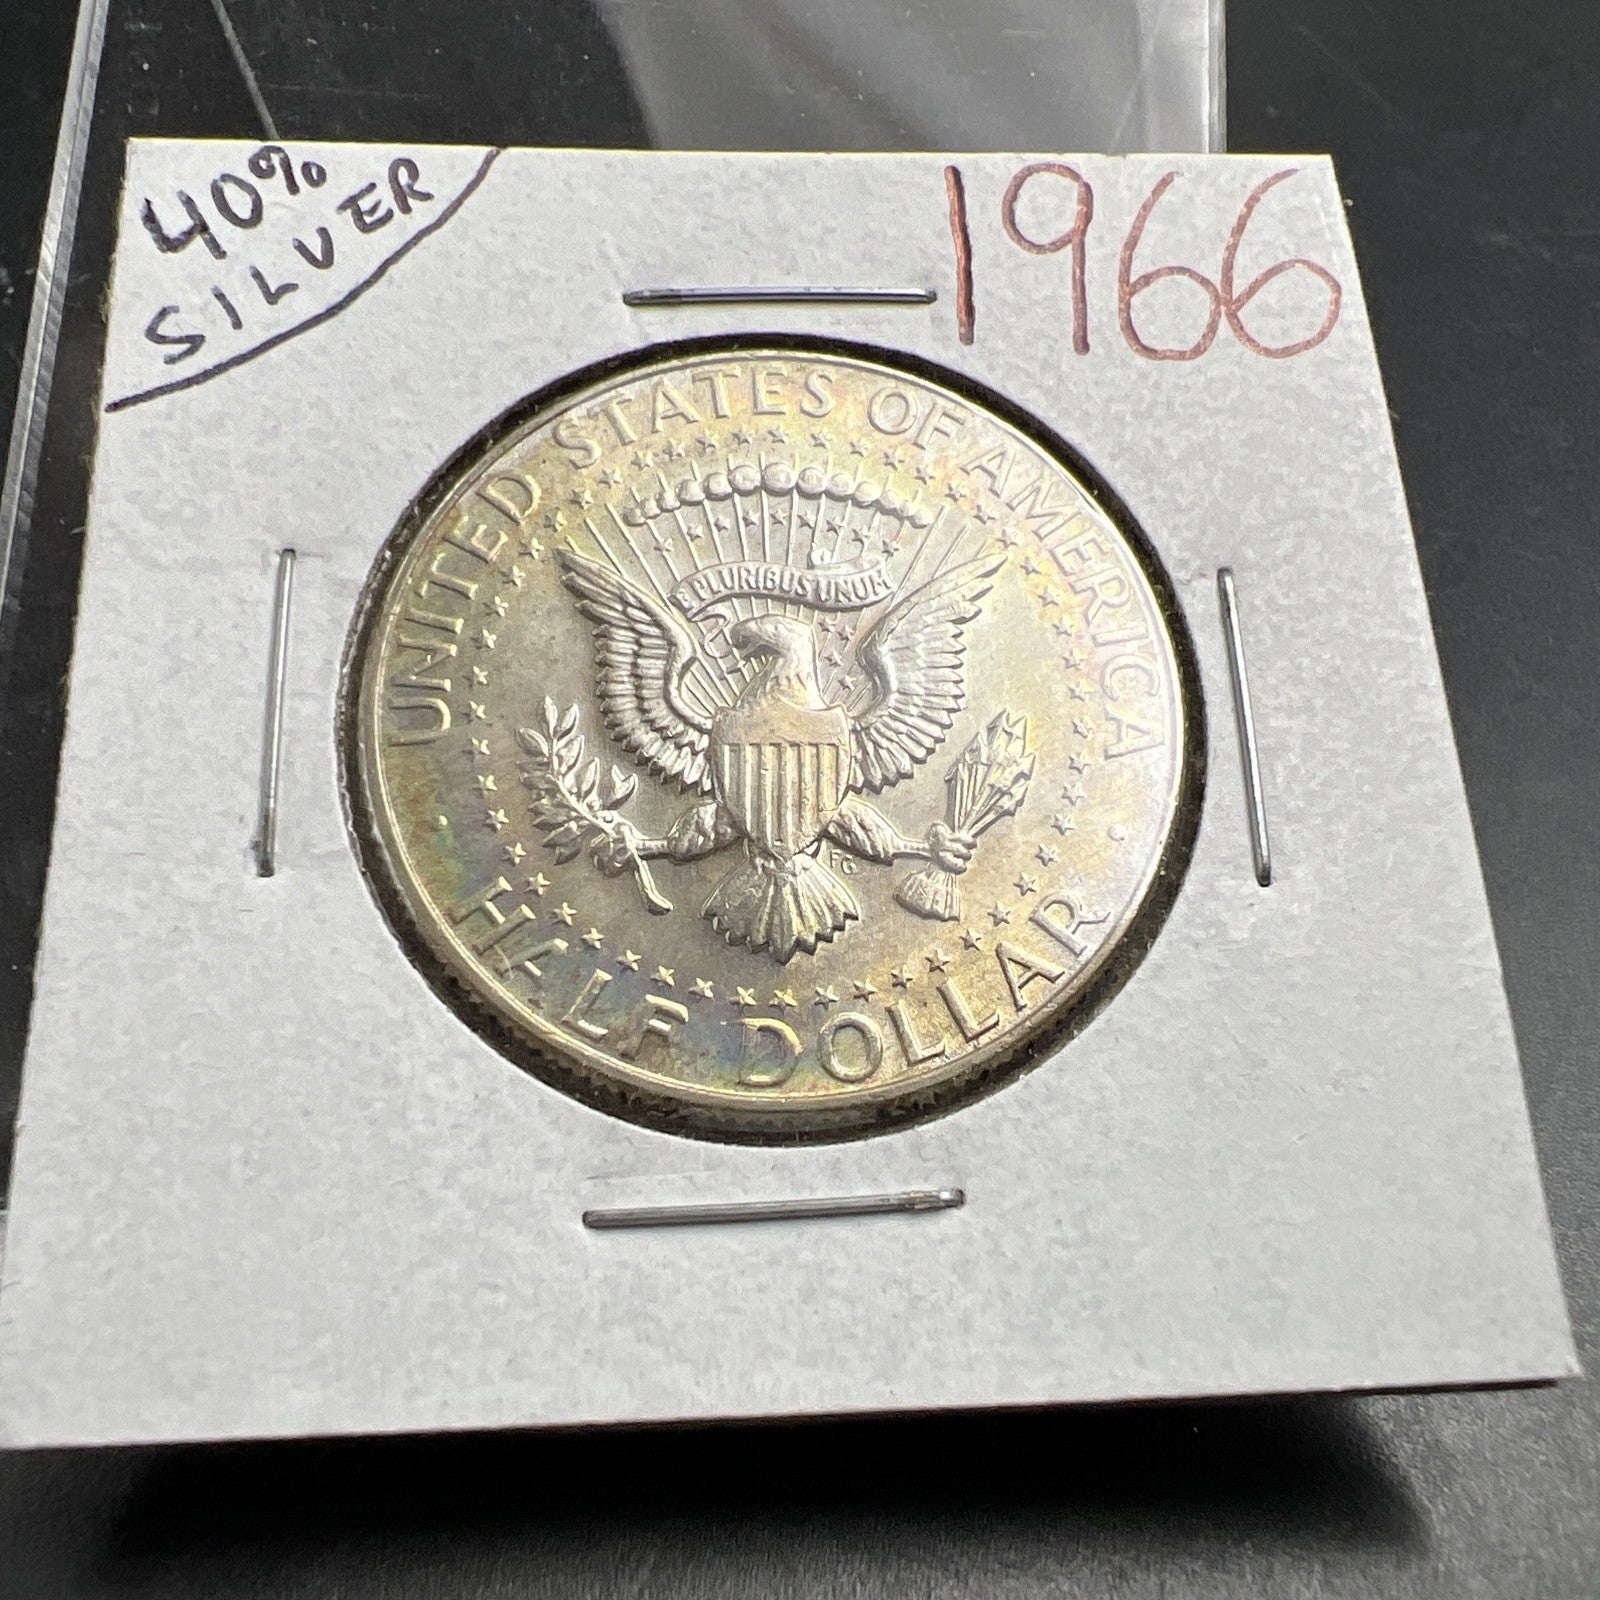 40%
SILVER
1966
UNITED STATES OF AMERICA
E PLURIBUS UNUM
FG
HALF DOLLAR